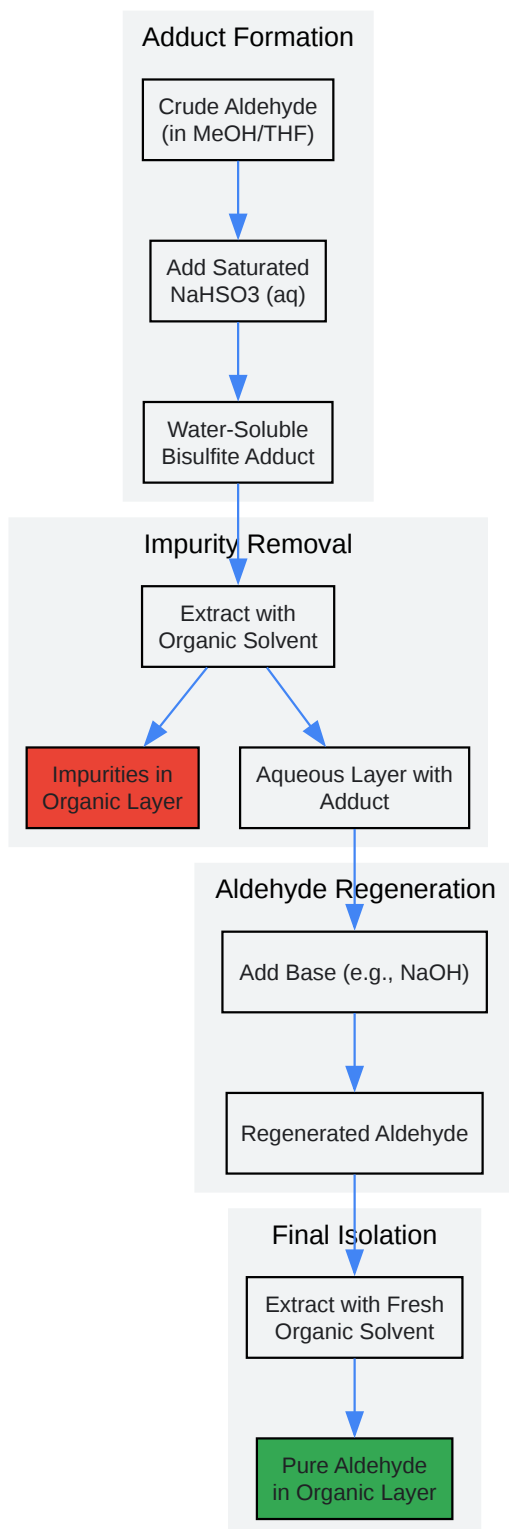 Adduct Formation
Crude Aldehyde
(in MeOH/THF)
Add Saturated
NaHSO3 (aq)
Water-Soluble
Bisulfite Adduct
Impurity Removal
Extract with
Organic Solvent
Impurities in
Organic Layer
Aqueous Layer with
Adduct
Aldehyde Regeneration
Add Base (e.g., NaOH)
Regenerated Aldehyde
Final Isolation
Extract with Fresh
Organic Solvent
Pure Aldehyde
in Organic Layer